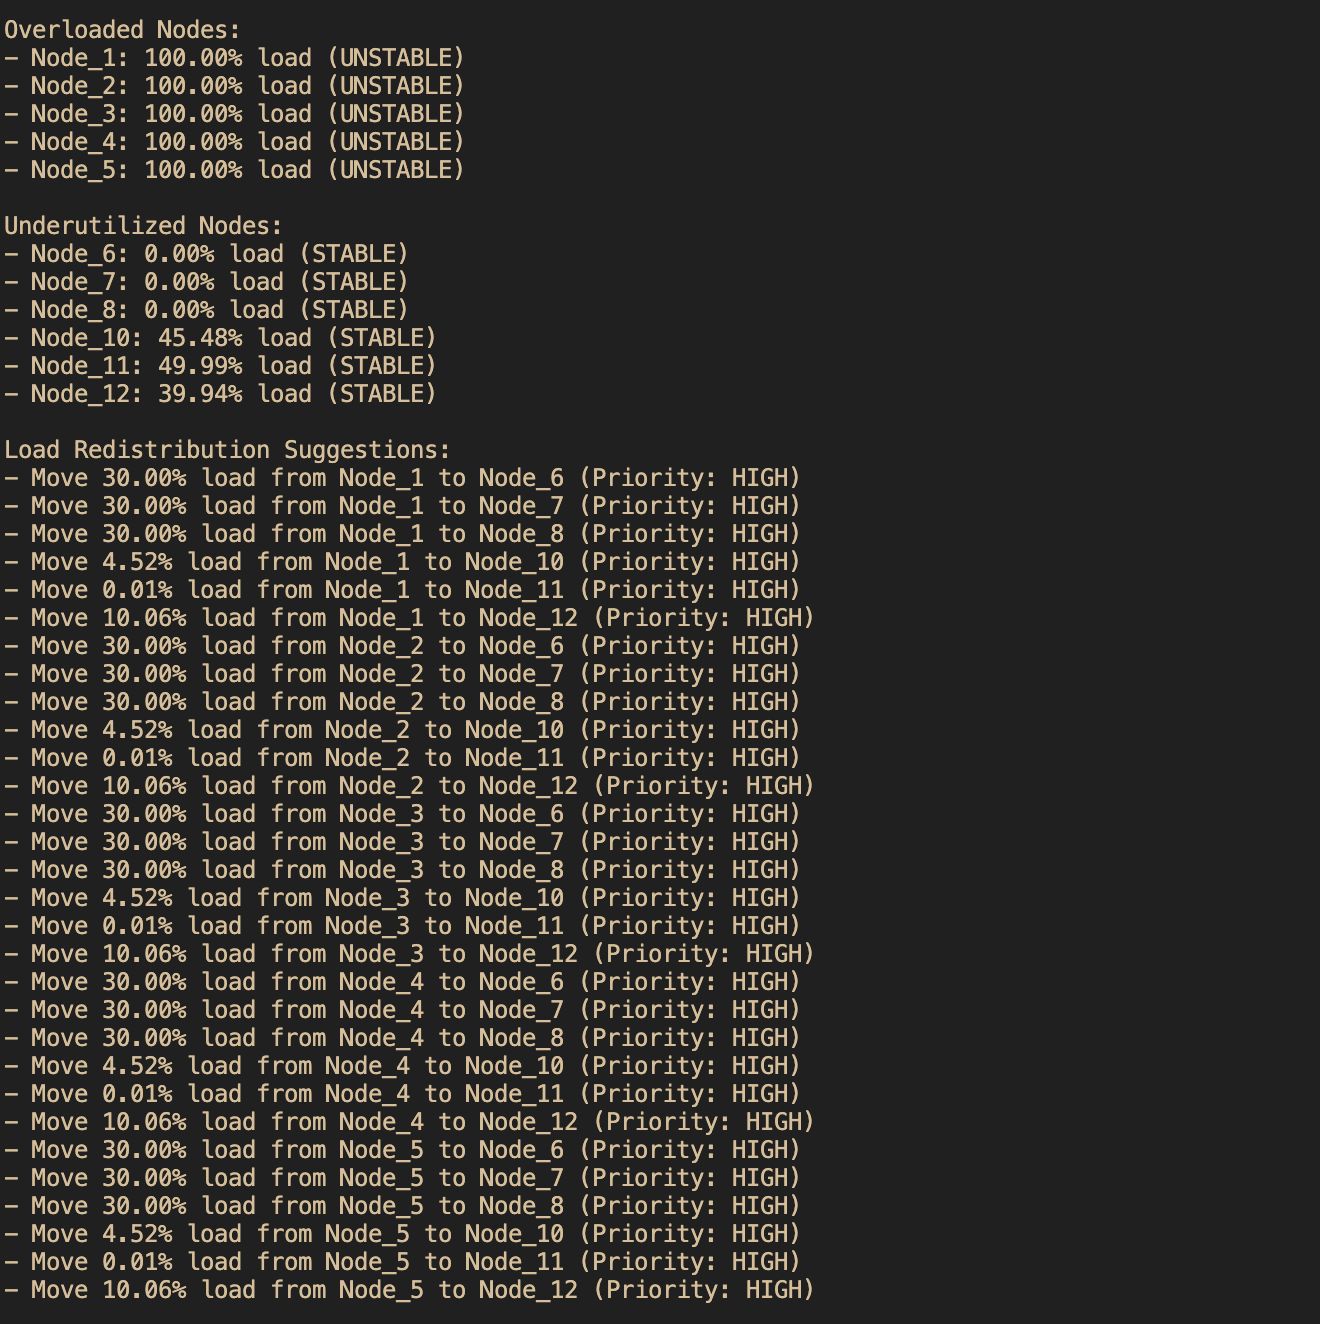 Overloaded Nodes:
– Node_1: 100.00% load (UNSTABLE)
– Node_2: 100.00% load (UNSTABLE)
– Node_3: 100.00% load (UNSTABLE)
– Node_4: 100.00% load (UNSTABLE)
– Node_5: 100.00% load (UNSTABLE)
Underutilized Nodes:
– Node_6: 0.00% load (STABLE)
– Node_7: 0.00% load (STABLE)
– Node_8: 0.00% load (STABLE)
– Node_10: 45.48% load (STABLE)
– Node_11: 49.99% load (STABLE)
– Node_12: 39.94% load (STABLE)
Load Redistribution Suggestions:
– Move 30.00% load from Node_1 to Node_6 (Priority: HIGH)
– Move 30.00% load from Node_1 to Node_7 (Priority: HIGH)
– Move 30.00% load from Node_1 to Node_8 (Priority: HIGH)
– Move 4.52% load from Node_1 to Node_10 (Priority: HIGH)
– Move 0.01% load from Node_1 to Node_11 (Priority: HIGH)
– Move 10.06% load from Node_1 to Node_12 (Priority: HIGH)
– Move 30.00% load from Node_2 to Node_6 (Priority: HIGH)
– Move 30.00% load from Node_2 to Node_7 (Priority: HIGH)
– Move 30.00% load from Node_2 to Node_8 (Priority: HIGH)
– Move 4.52% load from Node_2 to Node_10 (Priority: HIGH)
– Move 0.01% load from Node_2 to Node_11 (Priority: HIGH)
– Move 10.06% load from Node_2 to Node_12 (Priority: HIGH)
– Move 30.00% load from Node_3 to Node_6 (Priority: HIGH)
– Move 30.00% load from Node_3 to Node_7 (Priority: HIGH)
– Move 30.00% load from Node_3 to Node_8 (Priority: HIGH)
– Move 4.52% load from Node_3 to Node_10 (Priority: HIGH)
– Move 0.01% load from Node_3 to Node_11 (Priority: HIGH)
– Move 10.06% load from Node_3 to Node_12 (Priority: HIGH)
– Move 30.00% load from Node_4 to Node_6 (Priority: HIGH)
– Move 30.00% load from Node_4 to Node_7 (Priority: HIGH)
– Move 30.00% load from Node_4 to Node_8 (Priority: HIGH)
– Move 4.52% load from Node_4 to Node_10 (Priority: HIGH)
– Move 0.01% load from Node_4 to Node_11 (Priority: HIGH)
– Move 10.06% load from Node_4 to Node_12 (Priority: HIGH)
– Move 30.00% load from Node_5 to Node_6 (Priority: HIGH)
– Move 30.00% load from Node_5 to Node_7 (Priority: HIGH)
– Move 30.00% load from Node_5 to Node_8 (Priority: HIGH)
– Move 4.52% load from Node_5 to Node_10 (Priority: HIGH)
– Move 0.01% load from Node_5 to Node_11 (Priority: HIGH)
– Move 10.06% load from Node_5 to Node_12 (Priority: HIGH)